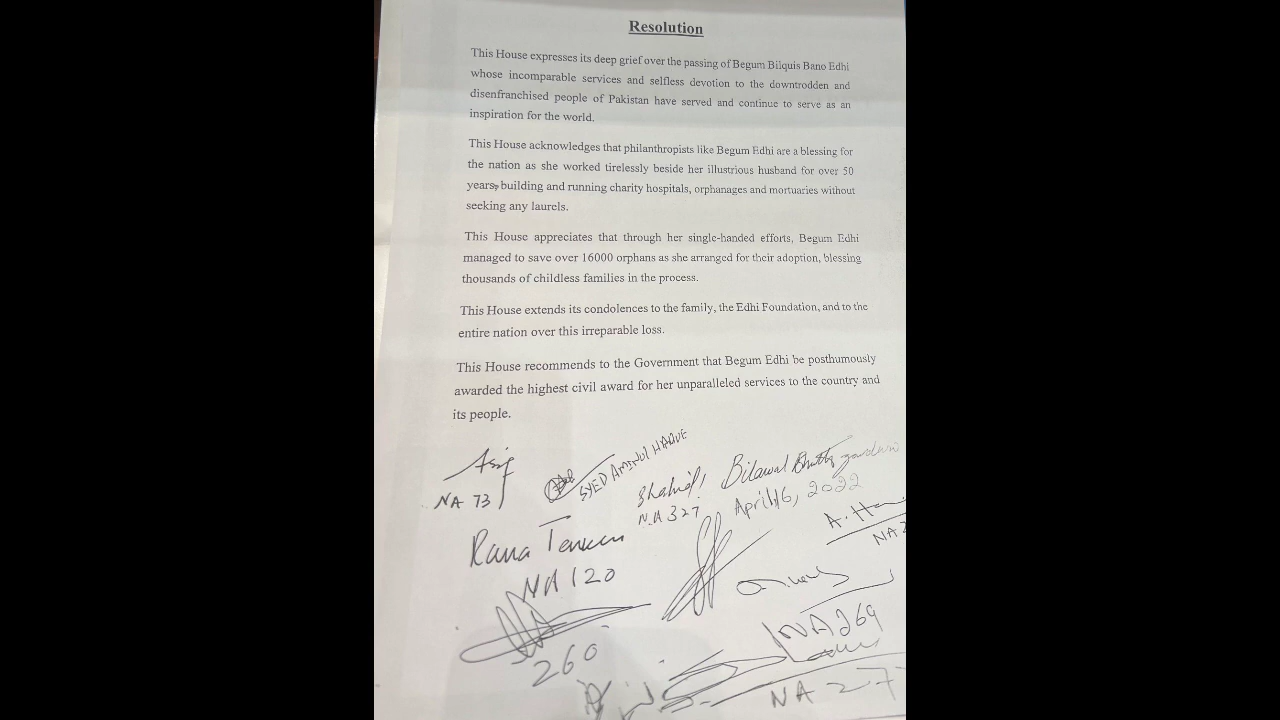 Resolution
This House expresses its deep grief over the passing of Begum Bilquis Bano Edhi
whose incomparable services and selfless devotion to the downtrodden and
disenfranchised people of Pakistan have served and continue to serve as an
inspiration for the world.
This House acknowledges that philanthropists like Begum Edhi are a blessing for
the nation as she worked tirelessly beside her illustrious husband for over 50
years, building and running charity hospitals, orphanages and mortuaries without
seeking any laurels.
This House appreciates that through her single-handed efforts, Begum Edhi
managed to save over 16000 orphans as she arranged for their adoption, blessing
thousands of childless families in the process.
This House extends its condolences to the family, the Edhi Foundation, and to the
entire nation over this irreparable loss.
This House recommends to the Government that Begum Edhi be posthumously
awarded the highest civil award for her unparalleled services to the country and
its people.
SYED AMINUL HAQUE
Bilawal Bhutto
April 16, 2022
NA 73
NA 327
Rana
NA 120
NA 269
260
NA 27